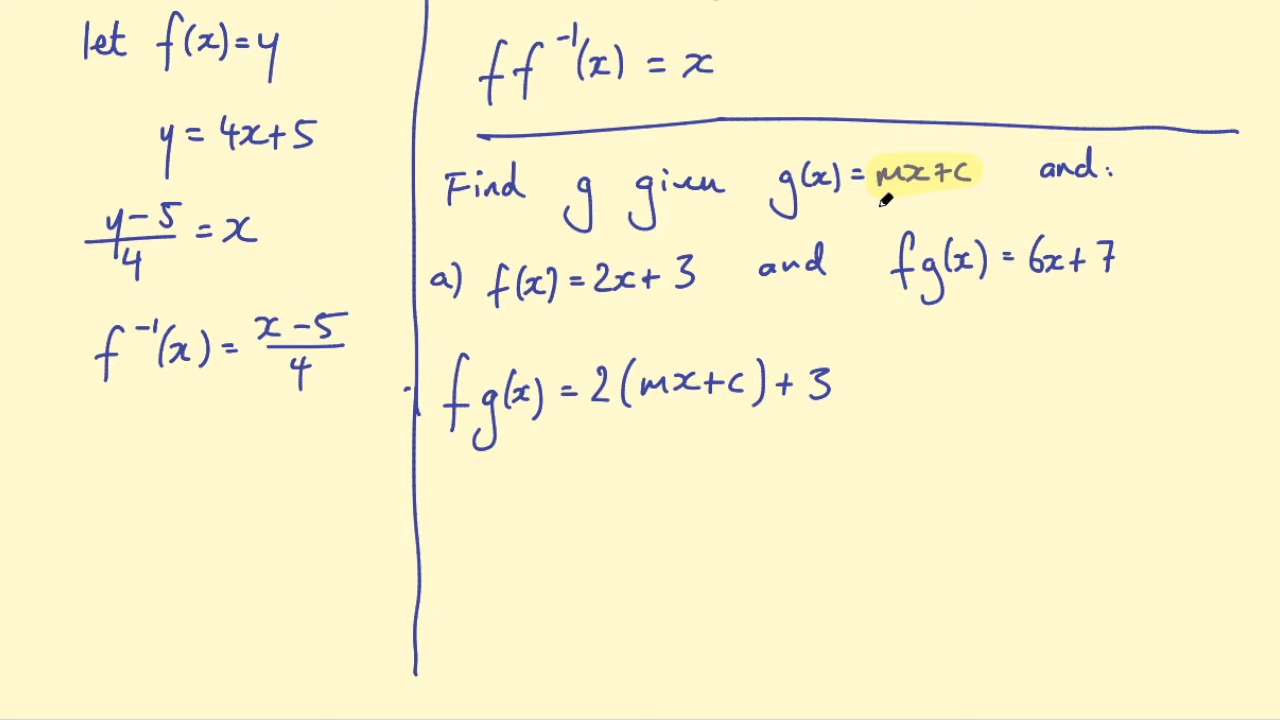 let f(x)=y
y = 4x+5
y-5/4 = x
f⁻¹(x) = x-5/4
ff⁻¹(x) = x
Find g given g(x) = mx+c and:
a) f(x) = 2x+3 and fg(x) = 6x+7
fg(x) = 2(mx+c)+3